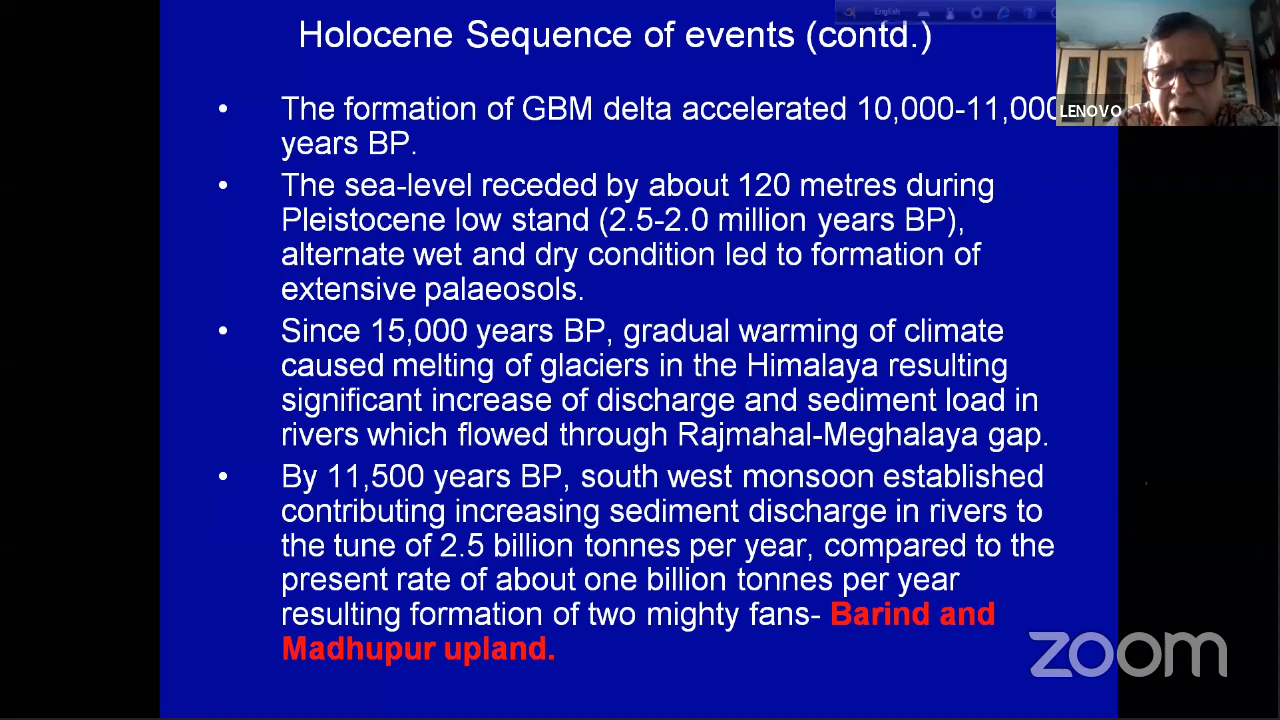 English
Holocene Sequence of events (contd.)
LENOVO
• The formation of GBM delta accelerated 10,000-11,000
years BP.
• The sea-level receded by about 120 metres during
Pleistocene low stand (2.5-2.0 million years BP),
alternate wet and dry condition led to formation of
extensive palaeosols.
• Since 15,000 years BP, gradual warming of climate
caused melting of glaciers in the Himalaya resulting
significant increase of discharge and sediment load in
rivers which flowed through Rajmahal-Meghalaya gap.
• By 11,500 years BP, south west monsoon established
contributing increasing sediment discharge in rivers to
the tune of 2.5 billion tonnes per year, compared to the
present rate of about one billion tonnes per year
resulting formation of two mighty fans- Barind and
Madhupur upland.
zoom